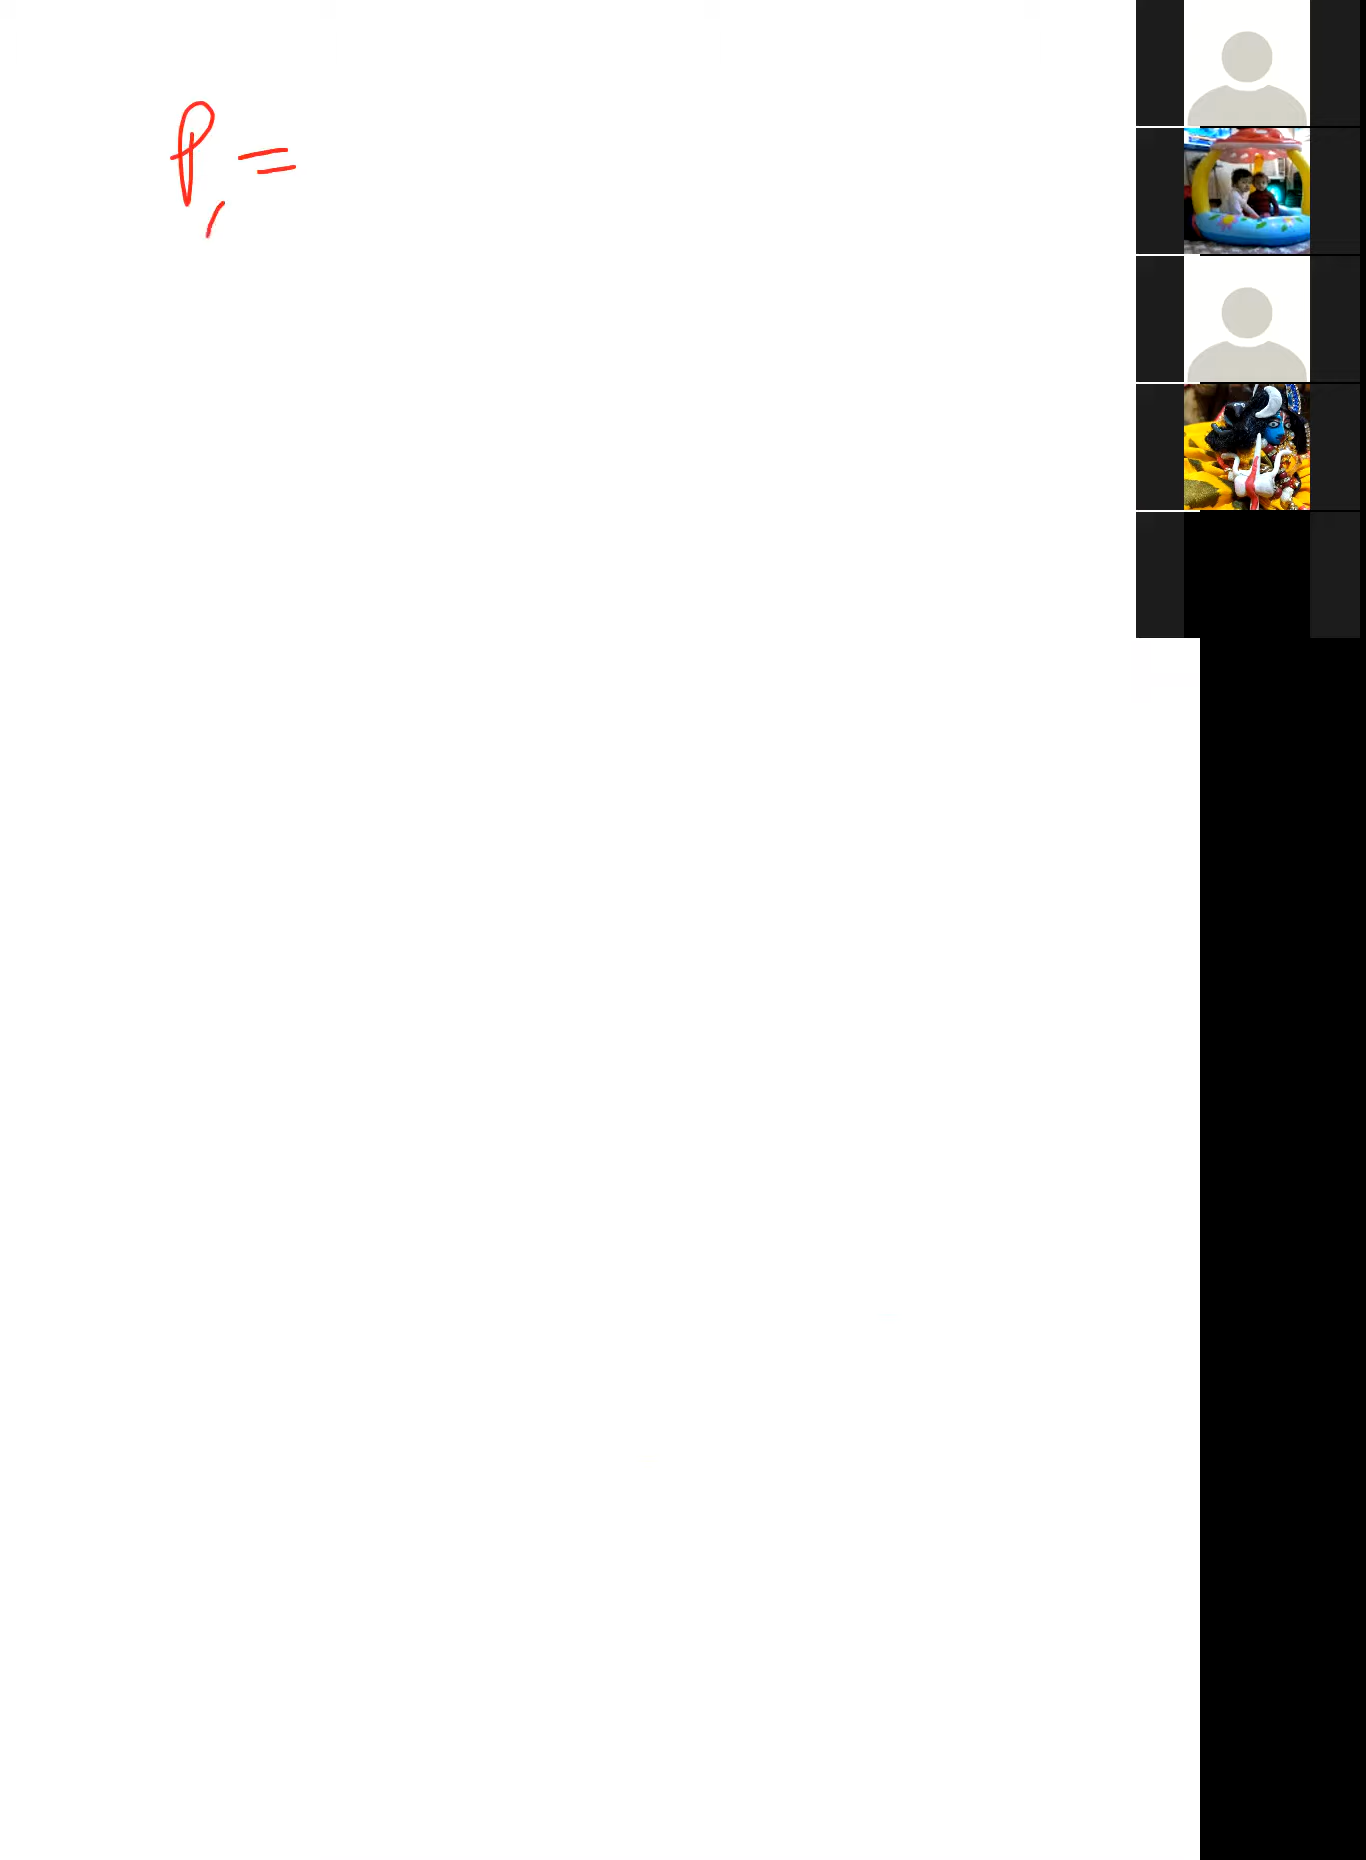 P₁ =